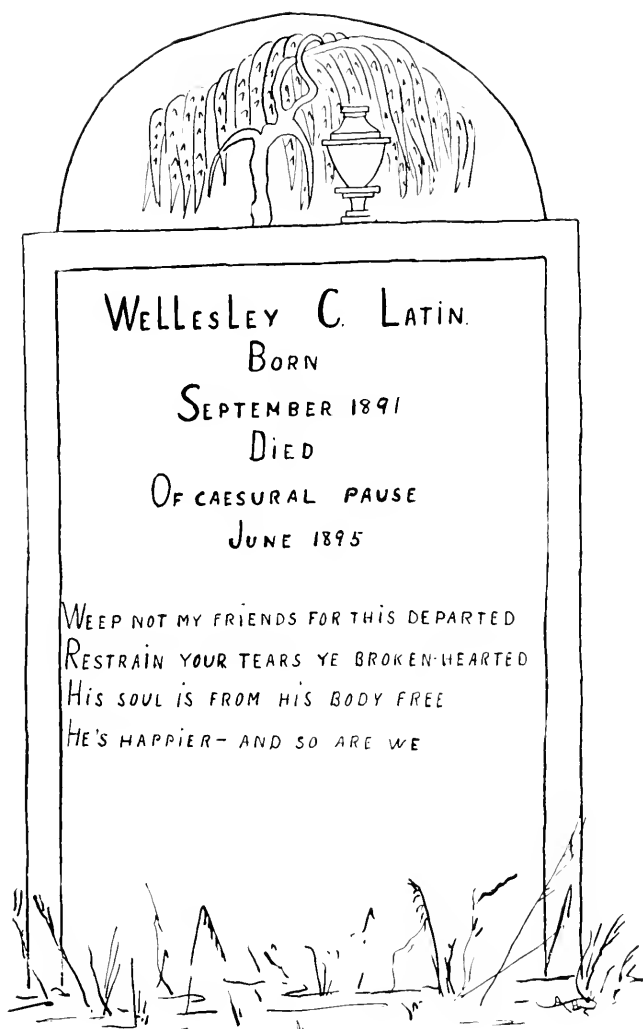 WELLESLEY C. LATIN.
BORN
SEPTEMBER 1891
DIED
OF CAESURAL PAUSE
JUNE 1895
WEEP NOT MY FRIENDS FOR THIS DEPARTED
RESTRAIN YOUR TEARS YE BROKEN-HEARTED
HIS SOUL IS FROM HIS BODY FREE
HE'S HAPPIER- AND SO ARE WE